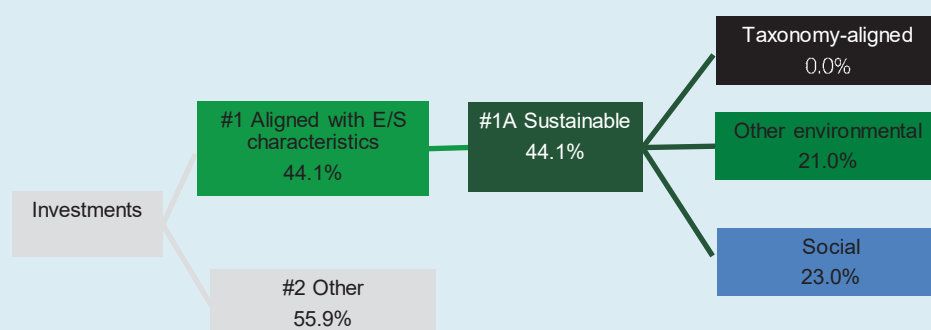 Taxonomy-aligned
0.0%
#1 Aligned with E/S
characteristics
44.1%
#1A Sustainable
44.1%
Other environmental
21.0%
Investments
Social
23.0%
#2 Other
55.9%